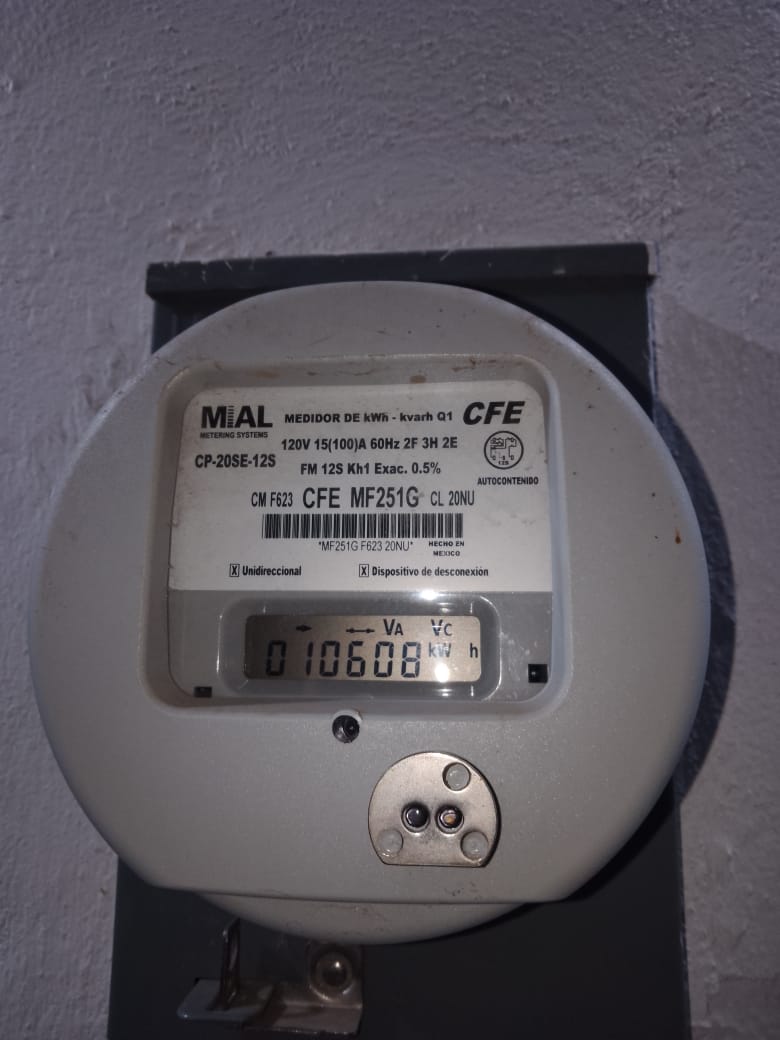 MIAL
METERING SYSTEMS
MEDIDOR DE kWh - kvarh Q1
CFE
120V 15(100)A 60Hz 2F 3H 2E
CP-20SE-12S
FM 12S Kh1 Exac. 0.5%
12S
AUTOCONTENIDO
CM F623 CFE MF251G CL 20NU
*MF251G F623 20NU*
HECHO EN
MEXICO
X Unidireccional
X Dispositivo de desconexión
VA VC
010608 kW h